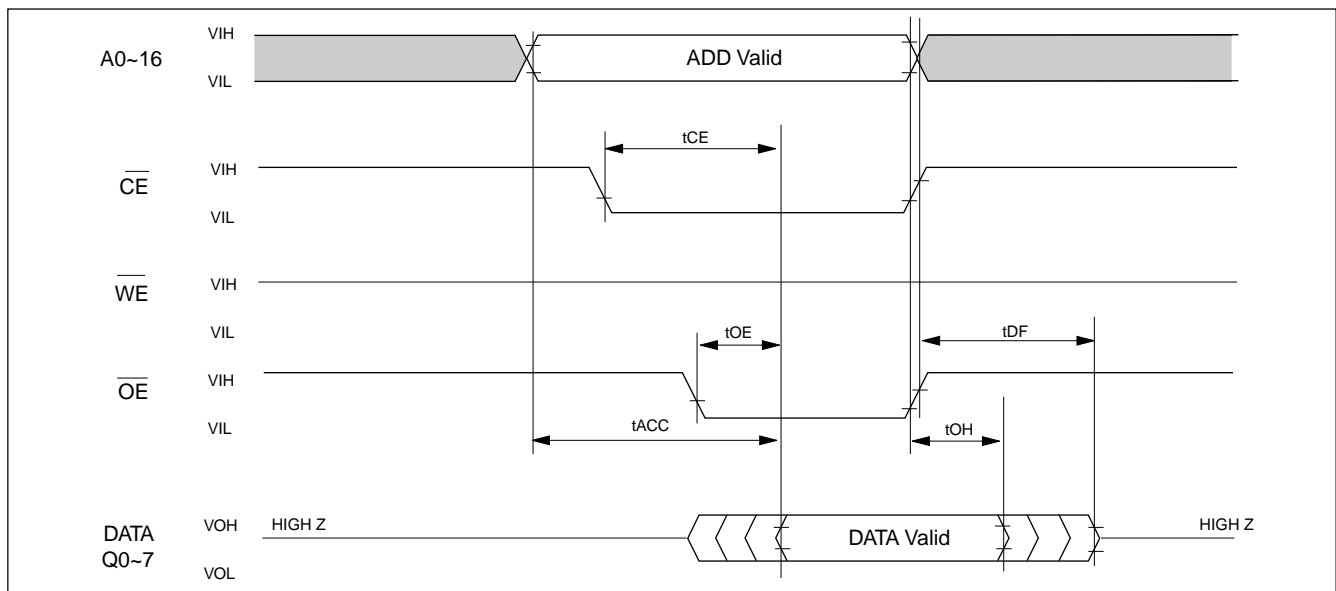 VIH
A0~16
ADD Valid
VIL
tCE
VIH
CE
VIL
VIH
WE
VIL
tOE
tDF
VIH
OE
VIL
tACC
tOH
VOH
HIGH Z
HIGH Z
DATA
Q0~7
DATA Valid
VOL